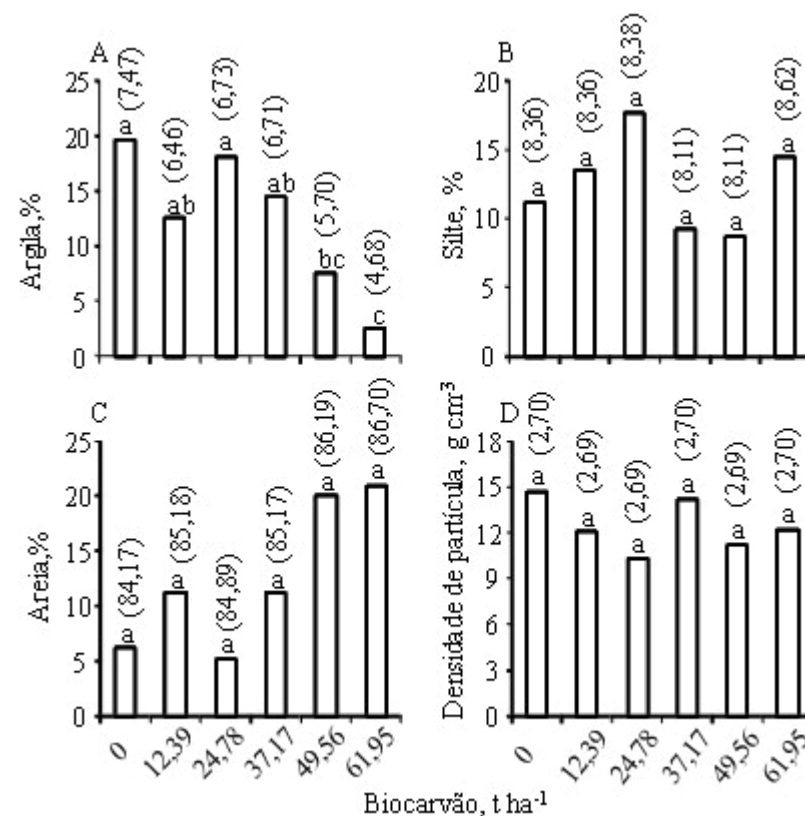 A
Argila,%
25
20
15
10
5
0
a (7,47)
ab (6,46)
a (6,73)
ab (6,71)
bc (5,70)
c (4,68)
B
Silte, %
20
15
10
5
0
a (8,36)
a (8,36)
a (8,38)
a (8,11)
a (8,11)
a (8,62)
C
Areia,%
25
20
15
10
5
0
a (84,17)
a (85,18)
a (84,89)
a (85,17)
a (86,19)
a (86,70)
0
12,39
24,78
37,17
49,56
61,95
D
Densidade de partícula, g cm³
18
15
12
9
6
3
0
a (2,70)
a (2,69)
a (2,69)
a (2,70)
a (2,69)
a (2,70)
0
12,39
24,78
37,17
49,56
61,95
Biocarvão, t ha⁻¹